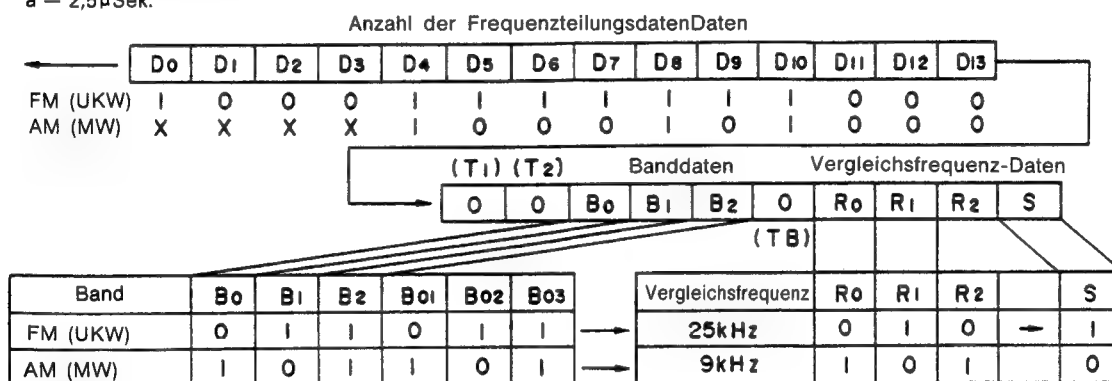 a = 2,5µSek.
Anzahl der FrequenzteilungsdatenDaten
D0 D1 D2 D3 D4 D5 D6 D7 D8 D9 D10 D11 D12 D13
FM (UKW) 1 0 0 0 1 1 1 1 1 1 1 0 0 0
AM (MW) X X X X 1 0 0 0 1 0 1 0 0 0
(T1) (T2) Banddaten Vergleichsfrequenz-Daten
0 0 B0 B1 B2 0 R0 R1 R2 S
(TB)
Band B0 B1 B2 B01 B02 B03 Vergleichsfrequenz R0 R1 R2 S
FM (UKW) 0 1 1 0 1 1 25kHz 0 1 0 1
AM (MW) 1 0 1 1 0 1 9kHz 1 0 1 0